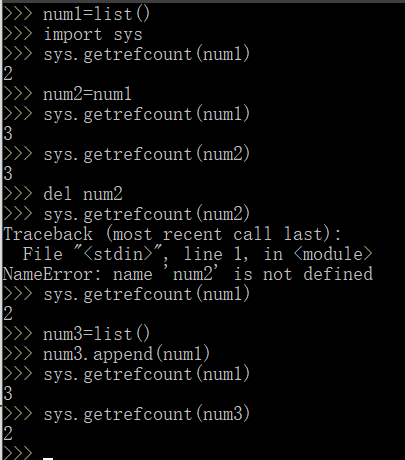 >>> num1=list()
>>> import sys
>>> sys.getrefcount(num1)
2
>>> num2=num1
>>> sys.getrefcount(num1)
3
>>> sys.getrefcount(num2)
3
>>> del num2
>>> sys.getrefcount(num2)
Traceback (most recent call last):
  File "<stdin>", line 1, in <module>
NameError: name 'num2' is not defined
>>> sys.getrefcount(num1)
2
>>> num3=list()
>>> num3.append(num1)
>>> sys.getrefcount(num1)
3
>>> sys.getrefcount(num3)
2
>>>